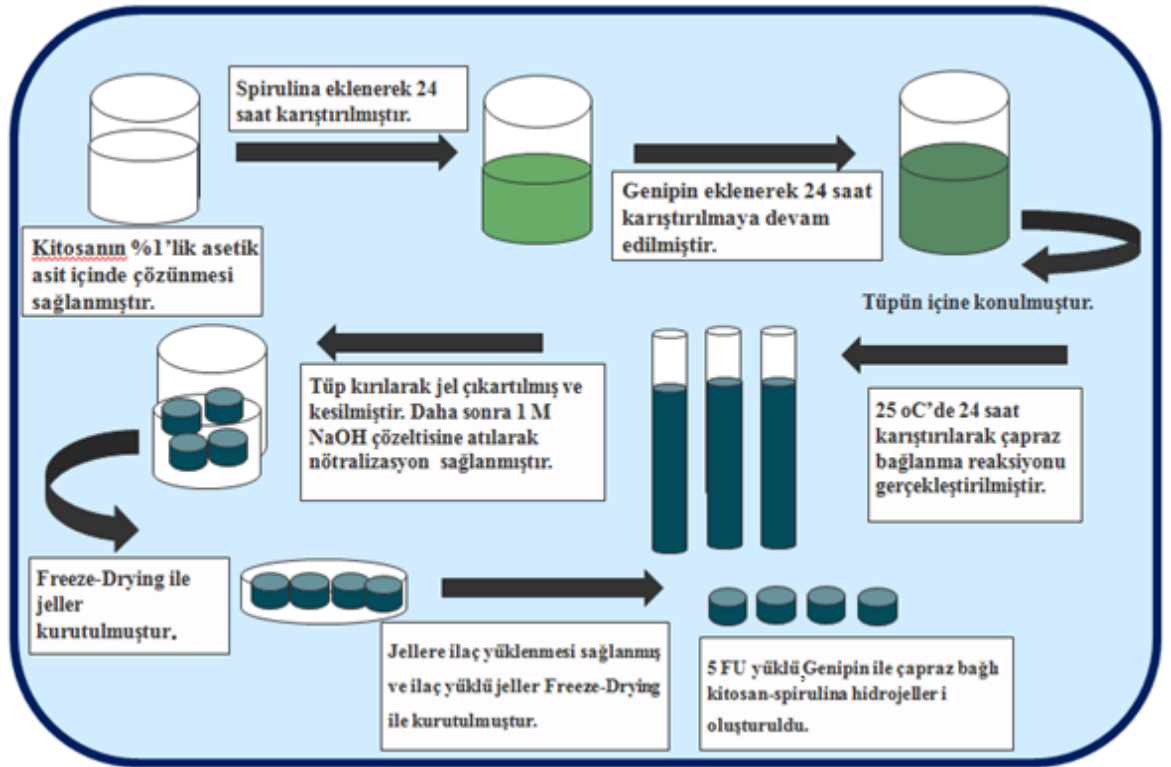 Spirulina eklenerek 24
saat karıştırılmıştır.
Kitosanın %1'lik asetik
asit içinde çözünmesi
sağlanmıştır.
Genipin eklenerek 24 saat
karıştırılmaya devam
edilmiştir.
Tüpün içine konulmuştur.
25 oC'de 24 saat
karıştırılarak çapraz
bağlanma reaksiyonu
gerçekleştirilmiştir.
Tüp kırılarak jel çıkartılmış ve
kesilmiştir. Daha sonra 1 M
NaOH çözeltisine atılarak
nötralizasyon sağlanmıştır.
Freeze-Drying ile
jeller
kurutulmuştur.
Jellere ilaç yüklenmesi sağlanmış
ve ilaç yüklü jeller Freeze-Drying
ile kurutulmuştur.
5 FU yüklü,Genipin ile çapraz bağlı
kitosan-spirulina hidrojeller i
oluşturuldu.